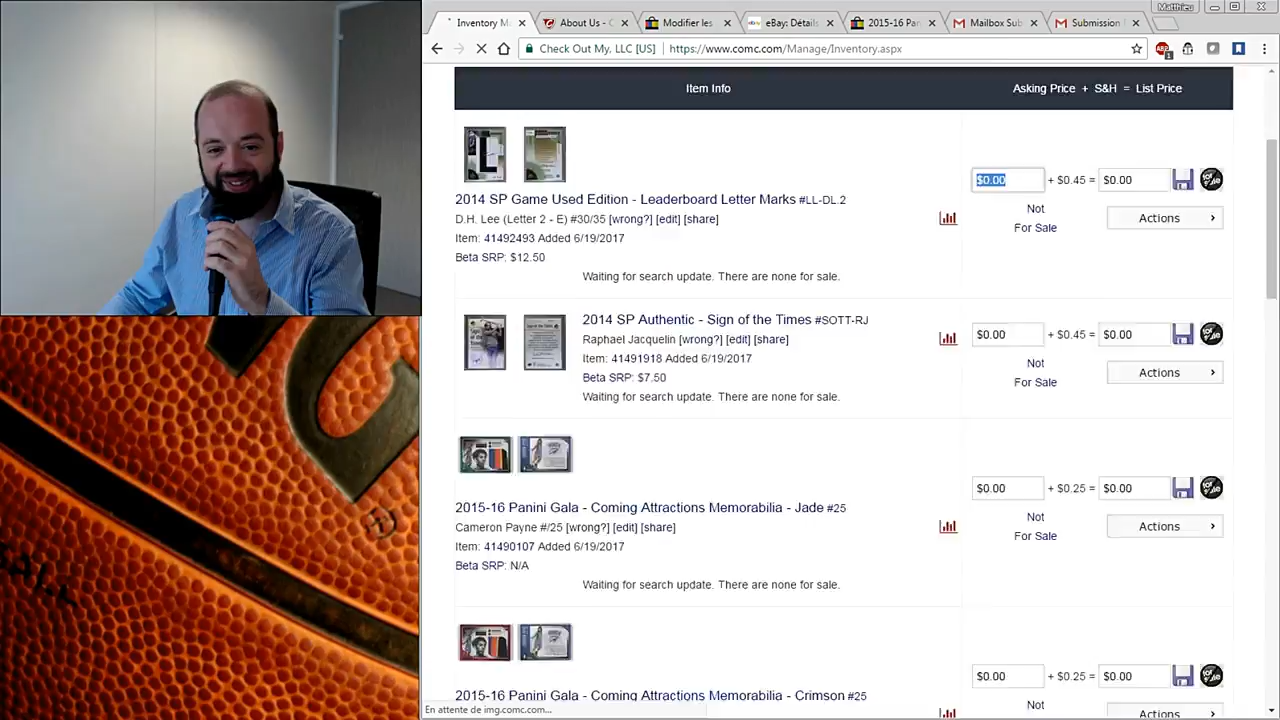 Matthieu
Inventory Ma
About Us - C
Modifier les
eBay: Détails
2015-16 Pan
Mailbox Sub
Submission
Check Out My, LLC [US] https://www.comc.com/Manage/Inventory.aspx
Item Info
Asking Price + S&H = List Price
2014 SP Game Used Edition - Leaderboard Letter Marks #LL-DL.2
D.H. Lee (Letter 2 - E) #30/35 [wrong?] [edit] [share]
Item: 41492493 Added 6/19/2017
Beta SRP: $12.50
Waiting for search update. There are none for sale.
$0.00 + $0.45 = $0.00
Not
For Sale
Actions
2014 SP Authentic - Sign of the Times #SOTT-RJ
Raphael Jacquelin [wrong?] [edit] [share]
Item: 41491918 Added 6/19/2017
Beta SRP: $7.50
Waiting for search update. There are none for sale.
$0.00 + $0.45 = $0.00
Not
For Sale
Actions
2015-16 Panini Gala - Coming Attractions Memorabilia - Jade #25
Cameron Payne #/25 [wrong?] [edit] [share]
Item: 41490107 Added 6/19/2017
Beta SRP: N/A
Waiting for search update. There are none for sale.
$0.00 + $0.25 = $0.00
Not
For Sale
Actions
2015-16 Panini Gala - Coming Attractions Memorabilia - Crimson #25
$0.00 + $0.25 = $0.00
Not
Actions
En attente de img.comc.com...